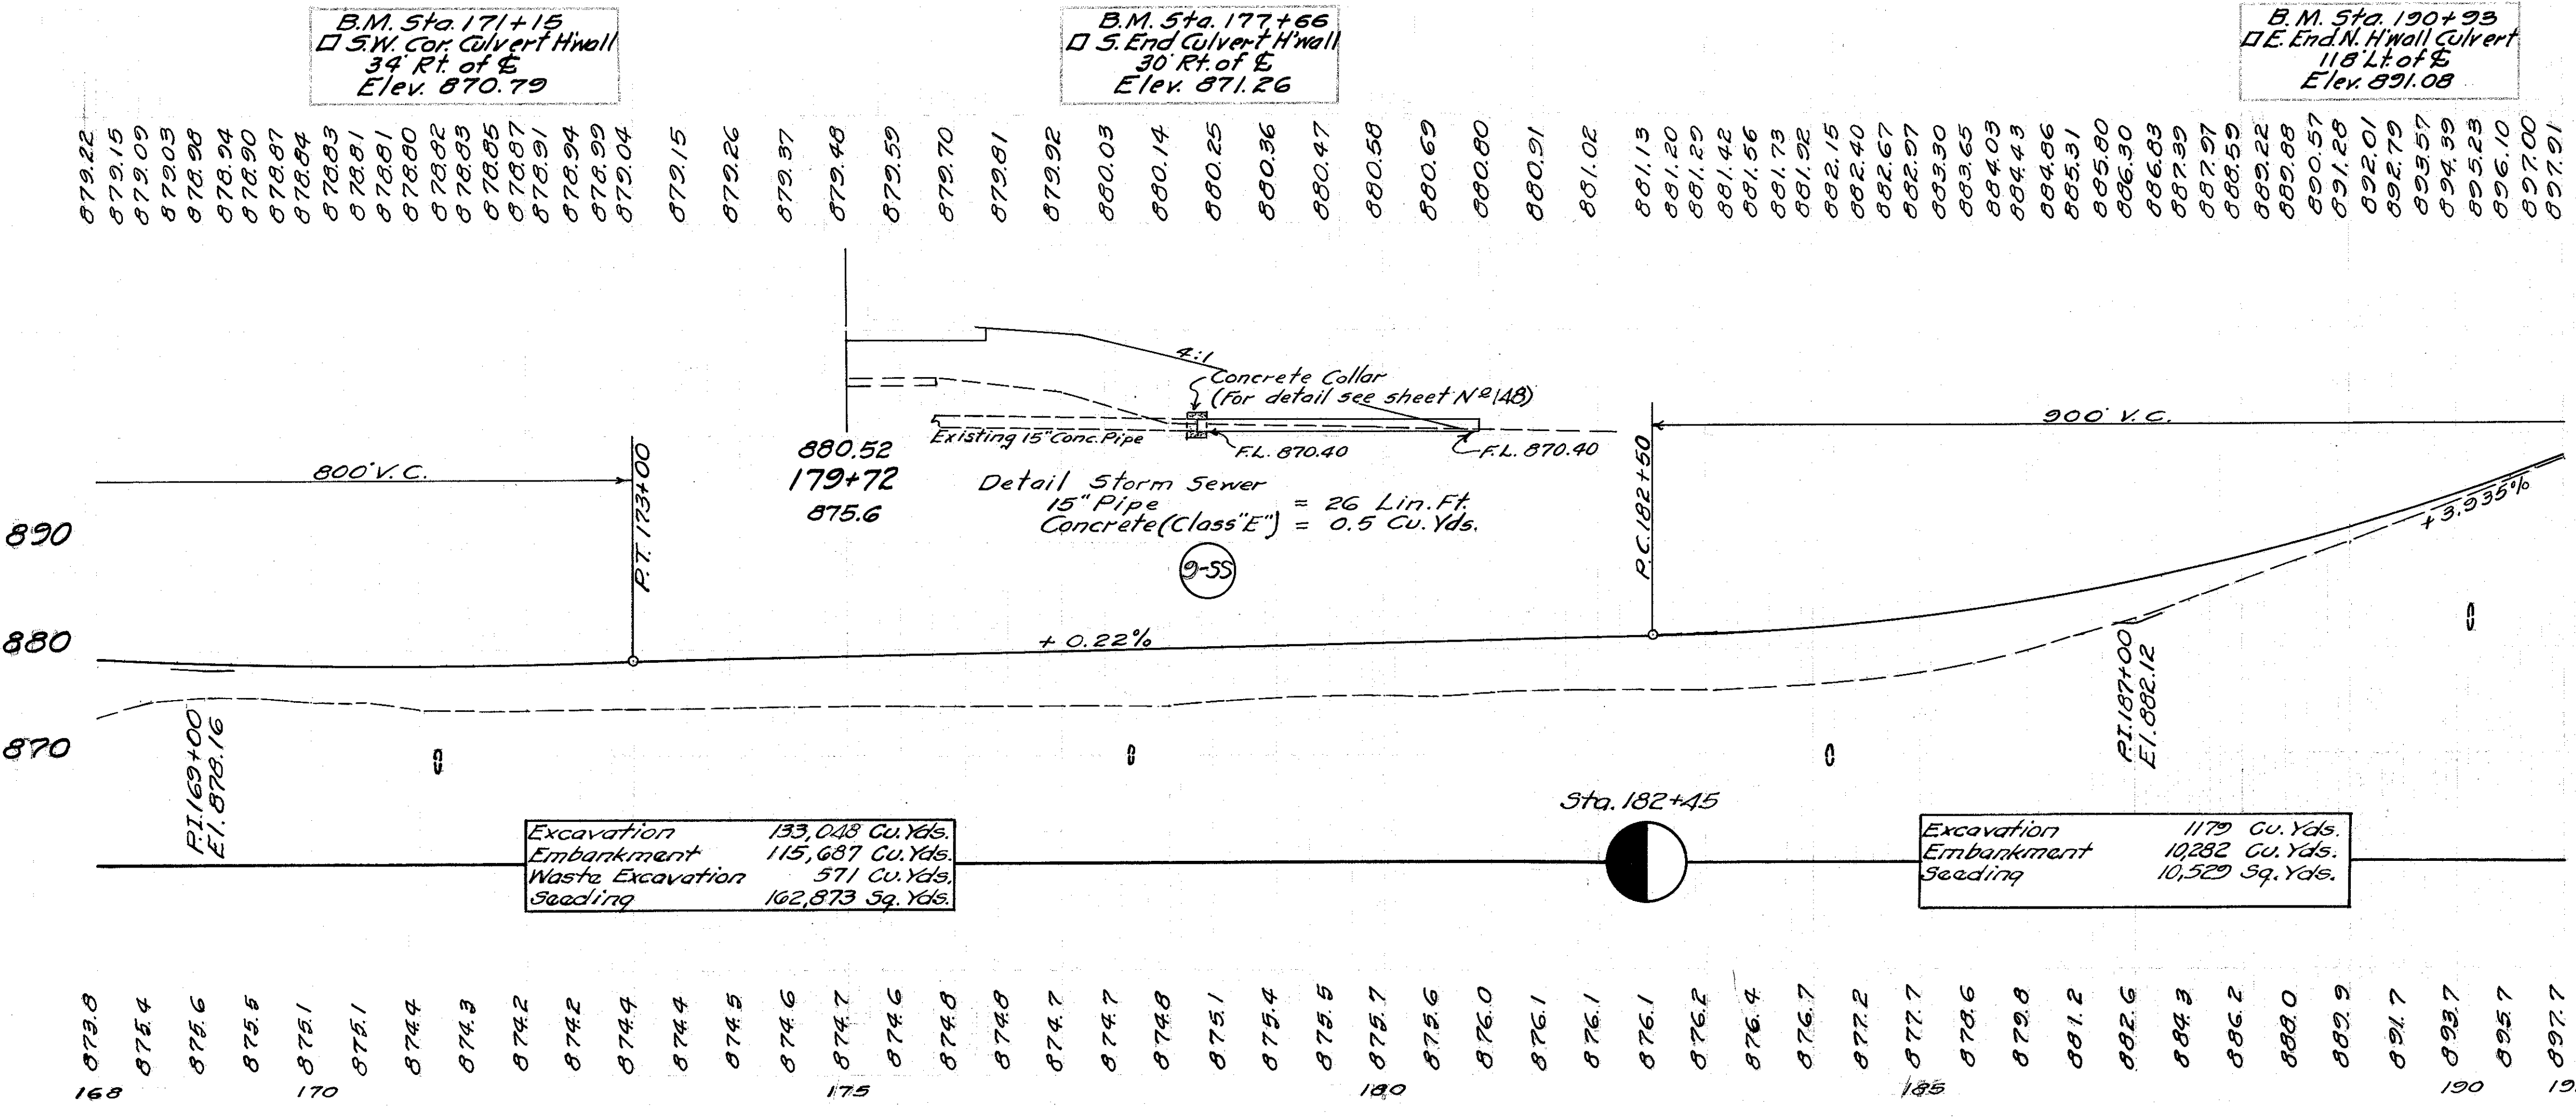 B.M. Sta. 171+15
□ S.W. Cor. Culvert H'wall
34' Rt. of ℄
Elev. 870.79
B.M. Sta. 177+66
□ S. End Culvert H'wall
30' Rt. of ℄
Elev. 871.26
B.M. Sta. 190+93
□ E. End N. H'wall Culvert
118' Lt. of ℄
Elev. 891.08
879.22 879.15 879.09 879.03 878.98 878.94 878.90 878.87 878.84 878.83 878.81 878.81 878.80 878.82 878.83 878.85 878.87 878.91 878.94 878.99 879.04 879.15 879.26 879.37 879.48 879.59 879.70 879.81 879.92 880.03 880.14 880.25 880.36 880.47 880.58 880.69 880.80 880.91 881.02 881.13 881.20 881.29 881.42 881.56 881.73 881.92 882.15 882.40 882.67 882.97 883.30 883.65 884.03 884.43 884.86 885.31 885.80 886.30 886.83 887.39 887.97 888.59 889.22 889.88 890.57 891.28 892.01 892.79 893.57 894.39 895.23 896.10 897.00 897.91
4:1
Concrete Collar
(For detail see sheet Nº 148)
Existing 15" Conc. Pipe
F.L. 870.40
F.L. 870.40
900' V.C.
800' V.C.
P.T. 173+00
880.52
179+72
875.6
Detail Storm Sewer
15" Pipe = 26 Lin. Ft.
Concrete (Class "E") = 0.5 Cu. Yds.
9-SS
P.C. 182+50
+3.935%
890
880
870
+ 0.22%
P.I. 169+00
El. 878.16
P.I. 187+00
El. 882.12
Sta. 182+45
Excavation 133,048 Cu. Yds.
Embankment 115,687 Cu. Yds.
Waste Excavation 571 Cu. Yds.
Seeding 162,873 Sq. Yds.
Excavation 1179 Cu. Yds.
Embankment 10,282 Cu. Yds.
Seeding 10,529 Sq. Yds.
873.8 875.4 875.6 875.5 875.1 875.1 874.4 874.3 874.2 874.2 874.4 874.4 874.5 874.6 874.7 874.6 874.8 874.8 874.7 874.7 874.8 875.1 875.4 875.5 875.7 875.6 876.0 876.1 876.1 876.1 876.2 876.4 876.7 877.2 877.7 878.6 879.8 881.2 882.6 884.3 886.2 888.0 889.9 891.7 893.7 895.7 897.7
168 170 175 180 185 190 19